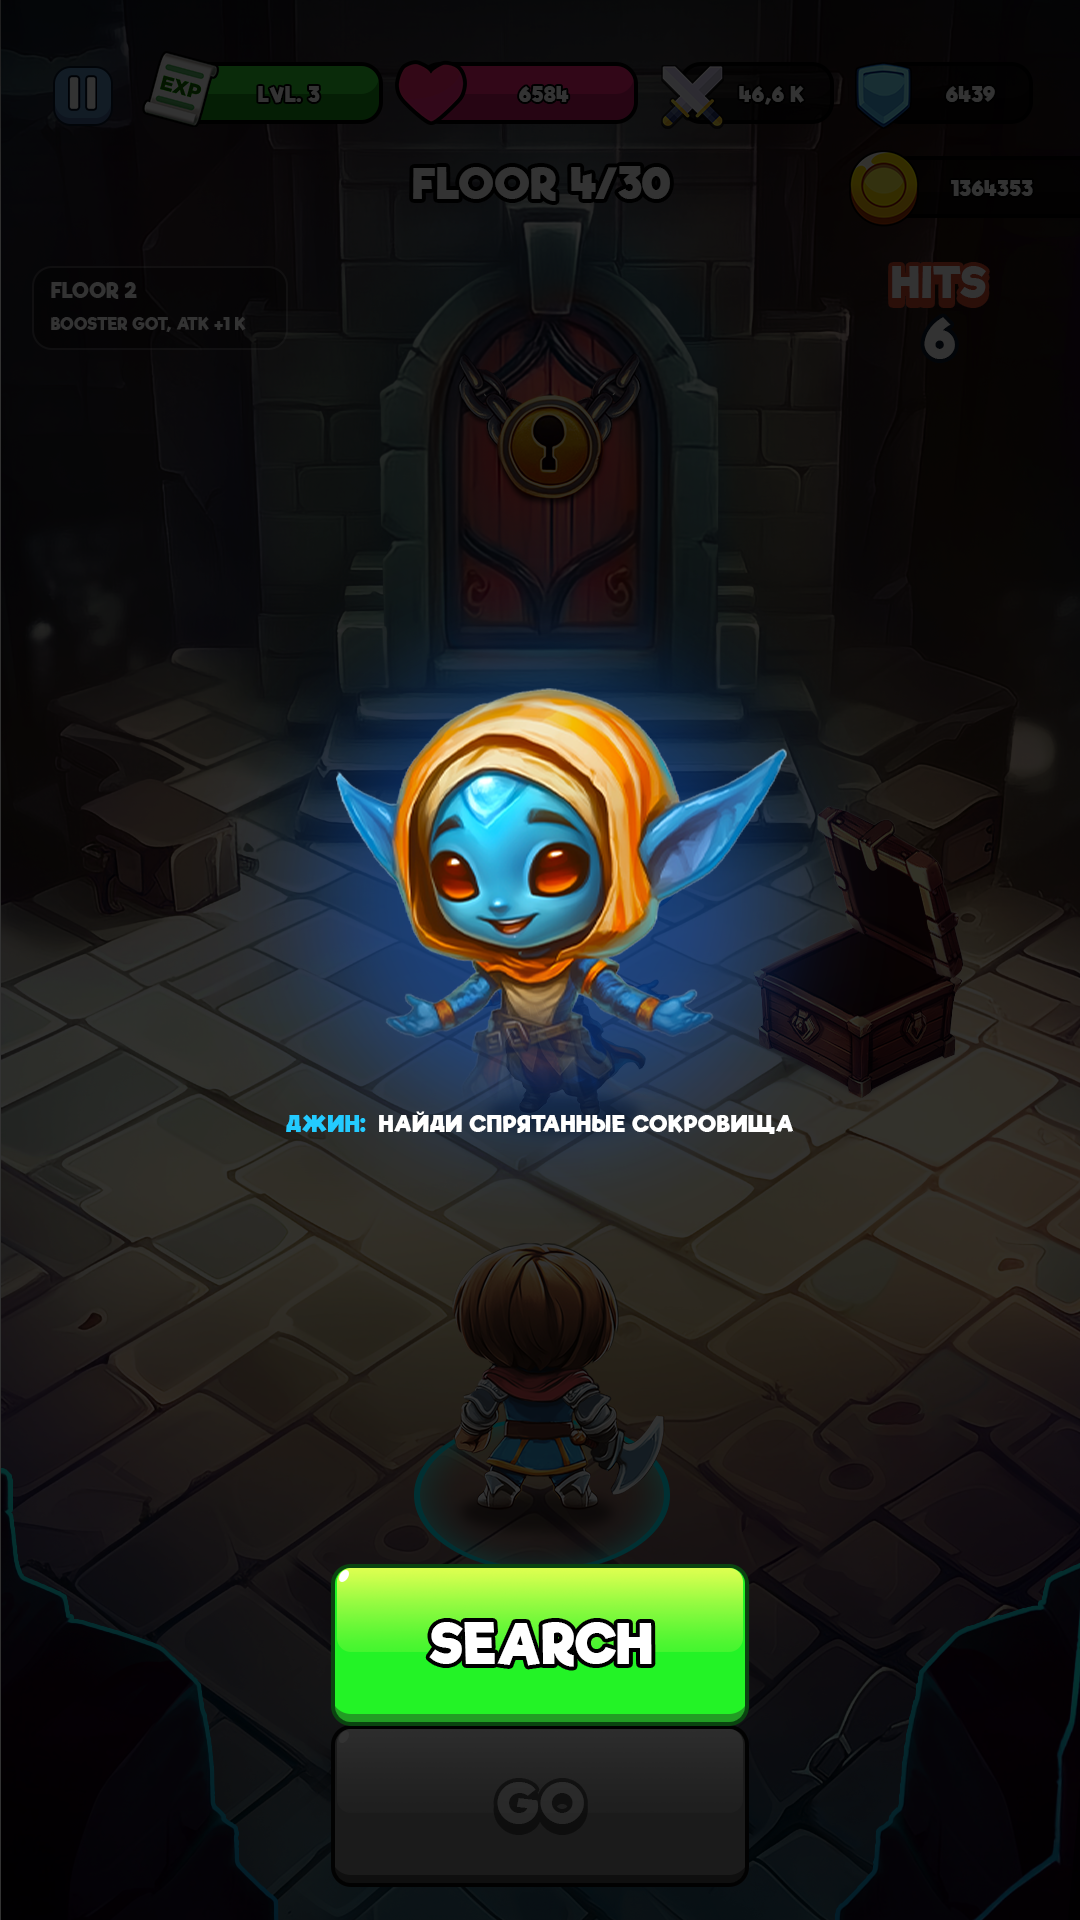 EXP
LVL. 3
6584
46,6 K
6439
FLOOR 4/30
1364353
FLOOR 2
BOOSTER GOT, ATK +1 K
HITS
6
ДЖИН: НАЙДИ СПРЯТАННЫЕ СОКРОВИЩА
SEARCH
GO